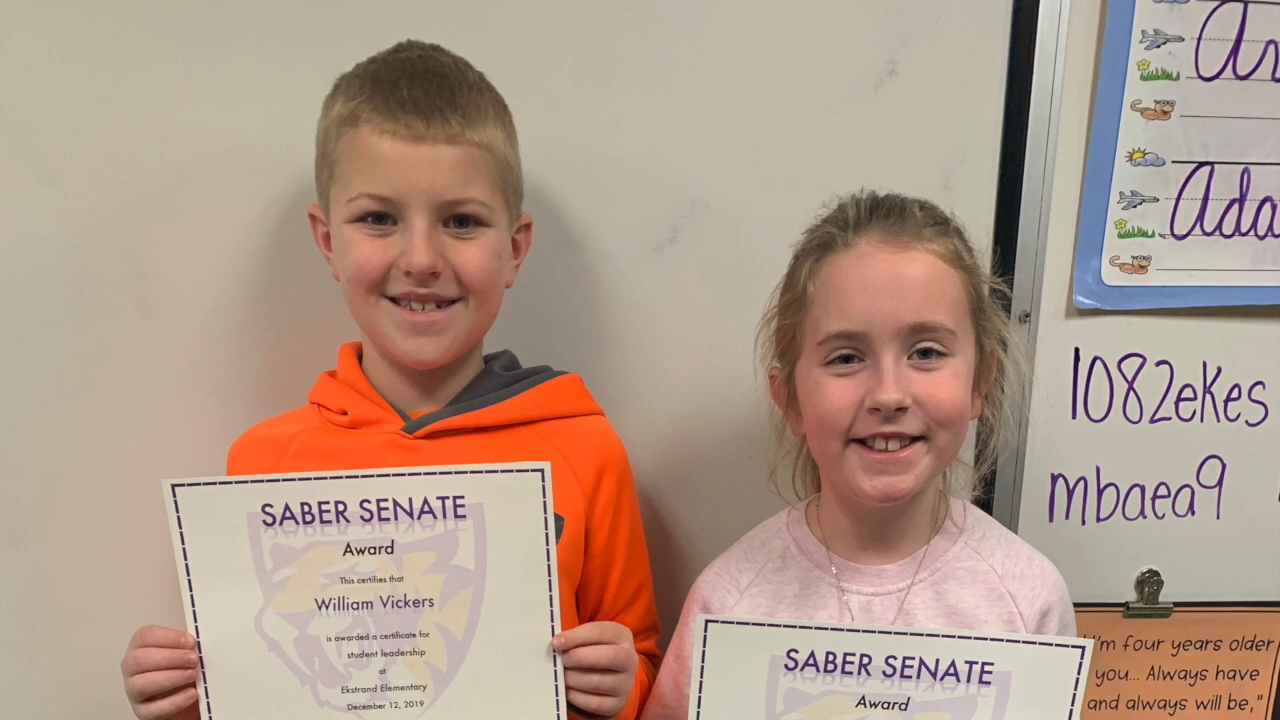 SABER SENATE
Award
This certifies that
William Vickers
is awarded a certificate for
student leadership
at
Ekstrand Elementary
December 12, 2019
SABER SENATE
Award
Ada
1082ekes
mbaea9
"I'm four years older
you... Always have
and always will be,"